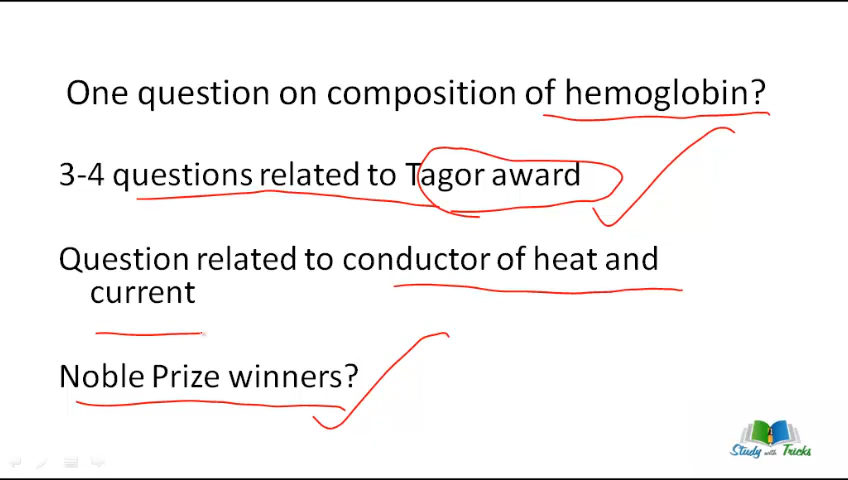 One question on composition of hemoglobin?
3-4 questions related to Tagor award
Question related to conductor of heat and
current
Noble Prize winners?
Study with Tricks